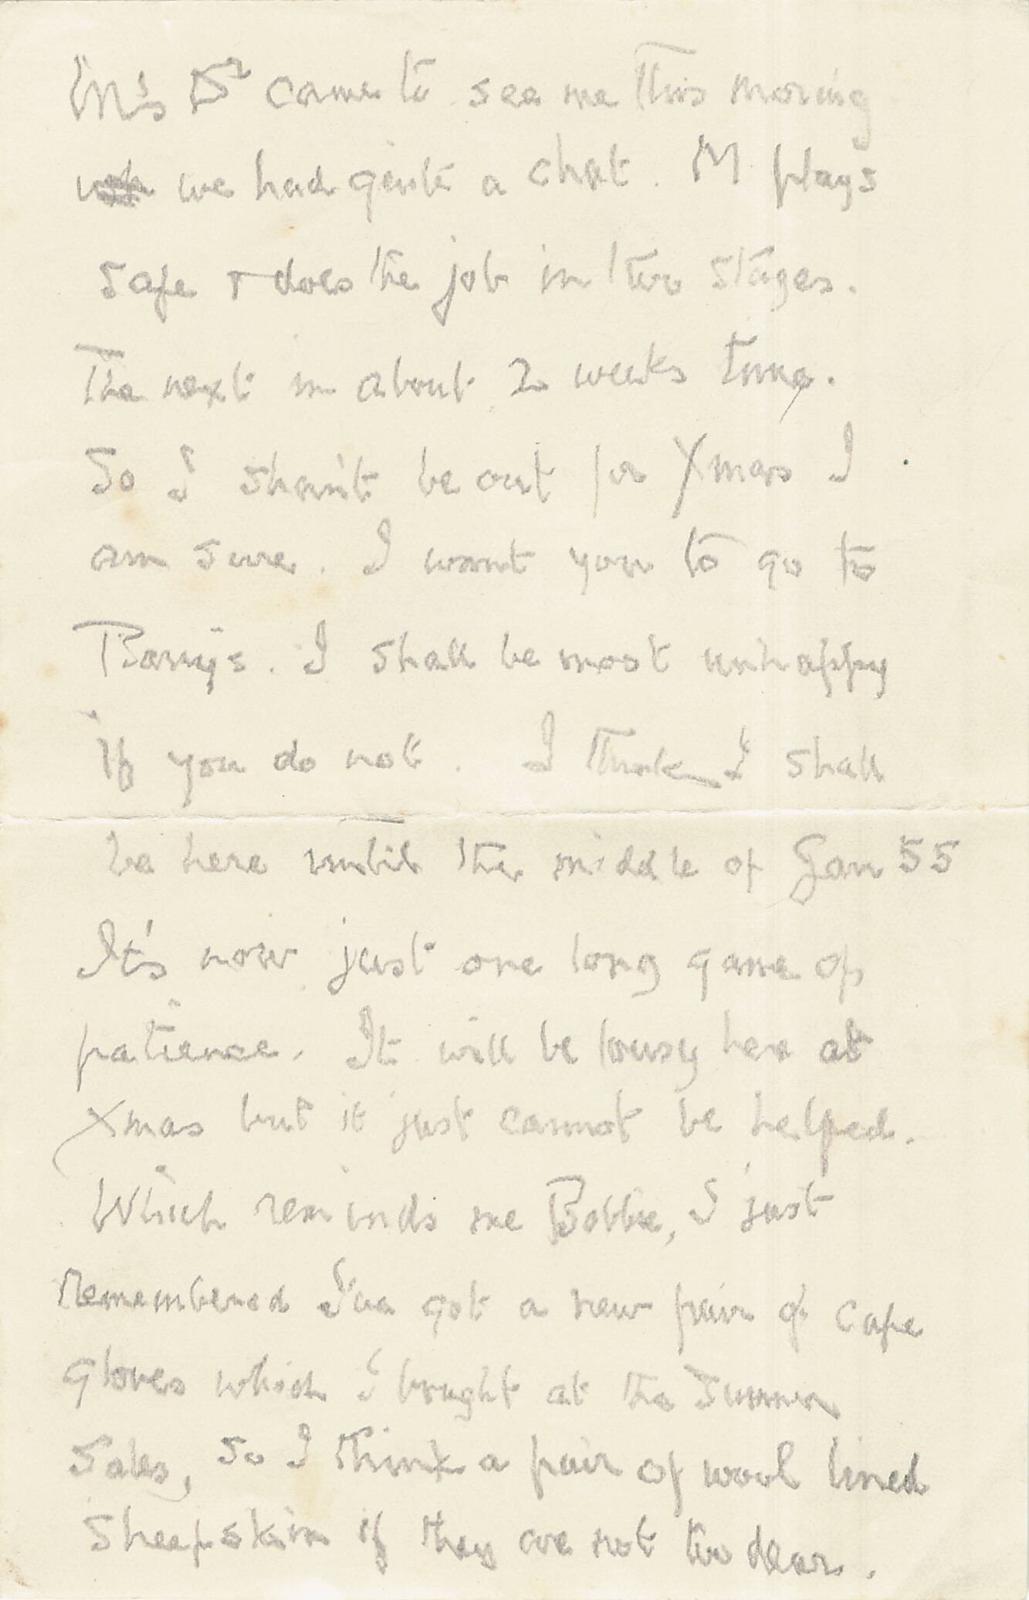 came to see me this morning
we had quite a chat. M plays
safe + does the job in two stages.
The next in about 2 weeks time.
So I shan't be out for Xmas I
am sure. I want you to go to
Barry's. I shall be most unhappy
if you do not. I think I shall
be here until the middle of Jan 55
It's now just one long game of
patience. It will be lousy here at
Xmas but it just cannot be helped.
Which reminds me Bobbie, I just
remembered I've got a new pair of cape
gloves which I bought at the Summer
Sales, so I think a pair of wool lined
Sheepskin if they are not too dear.